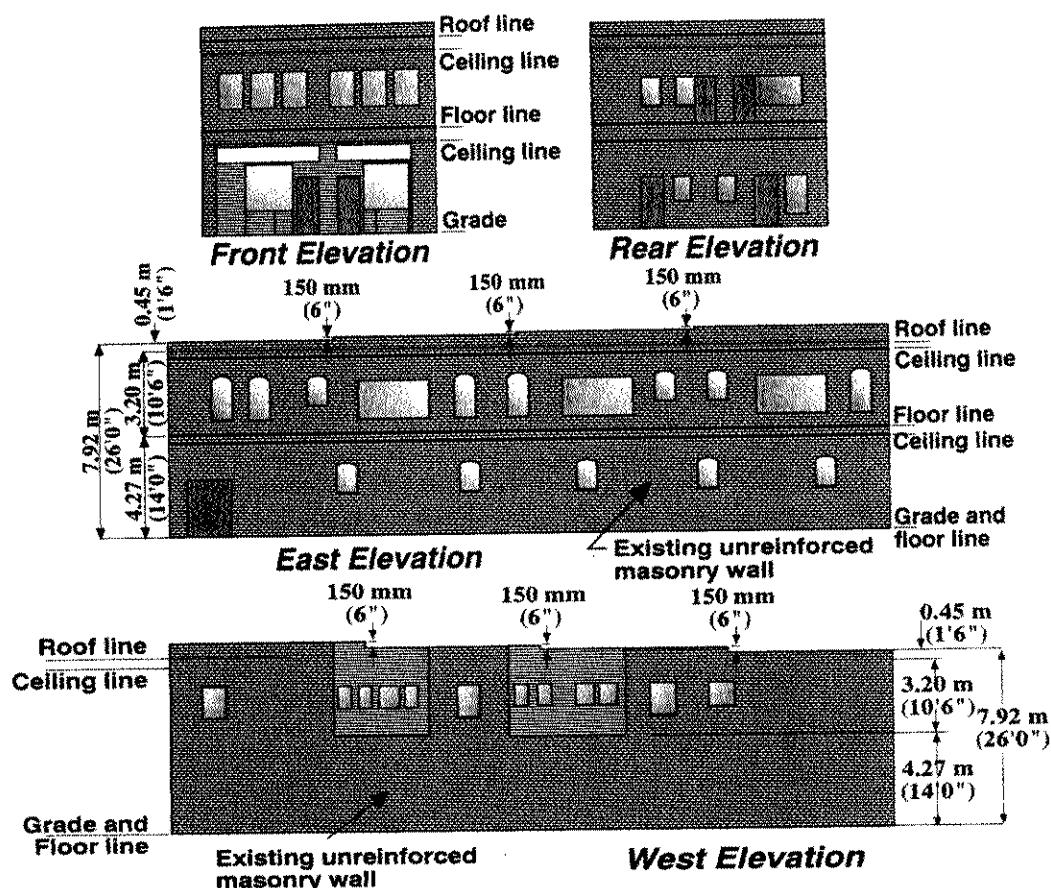 Roof line
Ceiling line
Floor line
Ceiling line
Grade
Front Elevation
Rear Elevation
150 mm
(6")
150 mm
(6")
150 mm
(6")
0.45 m
(1'6")
7.92 m
(26'0")
3.20 m
(10'6")
4.27 m
(14'0")
Roof line
Ceiling line
Floor line
Ceiling line
Grade and
floor line
East Elevation
Existing unreinforced
masonry wall
150 mm
(6")
150 mm
(6")
150 mm
(6")
0.45 m
(1'6")
Roof line
Ceiling line
3.20 m
(10'6")
7.92 m
(26'0")
4.27 m
(14'0")
Grade and
Floor line
Existing unreinforced
masonry wall
West Elevation